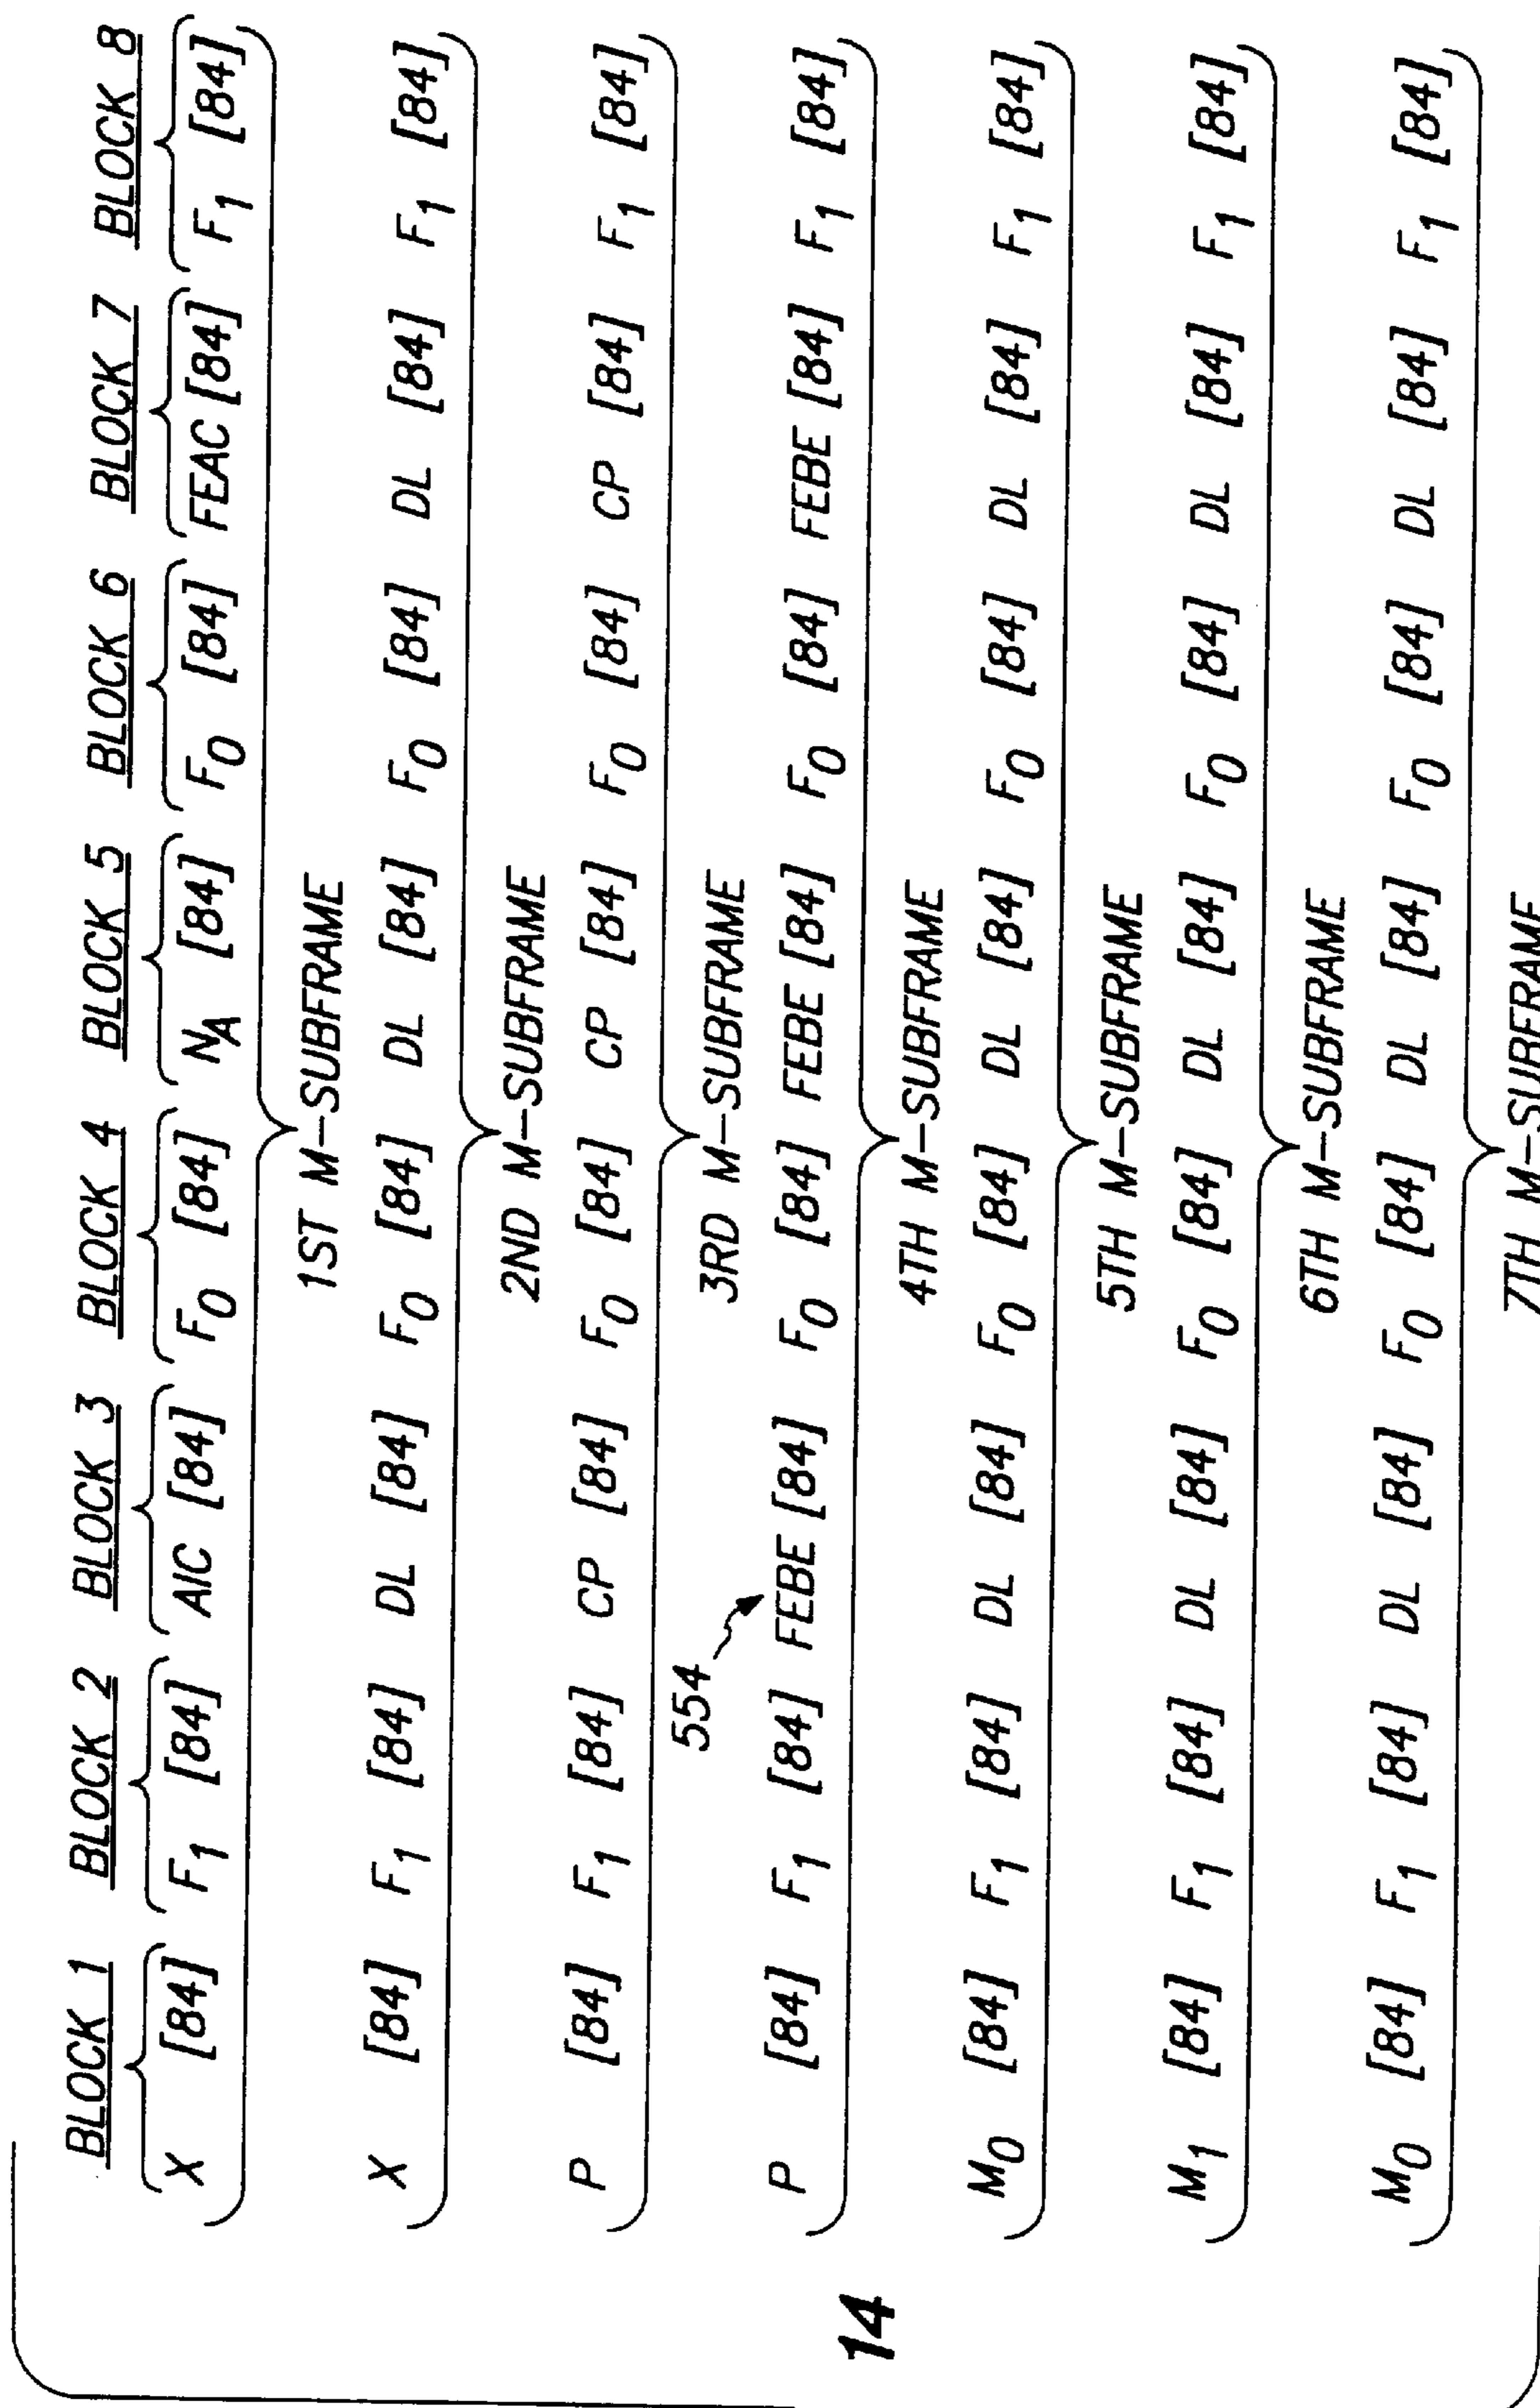 BLOCK 1 BLOCK 2 BLOCK 3 BLOCK 4 BLOCK 5 BLOCK 6 BLOCK 7 BLOCK 8
X [84] F1 [84] AIC [84] F0 [84] NA [84] F0 [84] FEAC [84] F1 [84]
1ST M-SUBFRAME
X [84] F1 [84] DL [84] F0 [84] DL [84] F0 [84] DL [84] F1 [84]
2ND M-SUBFRAME
P [84] F1 [84] CP [84] F0 [84] CP [84] F0 [84] CP [84] F1 [84]
3RD M-SUBFRAME
554
P [84] F1 [84] FEBE [84] F0 [84] FEBE [84] F0 [84] FEBE [84] F1 [84]
4TH M-SUBFRAME
M0 [84] F1 [84] DL [84] F0 [84] DL [84] F0 [84] DL [84] F1 [84]
5TH M-SUBFRAME
M1 [84] F1 [84] DL [84] F0 [84] DL [84] F0 [84] DL [84] F1 [84]
6TH M-SUBFRAME
M0 [84] F1 [84] DL [84] F0 [84] DL [84] F0 [84] DL [84] F1 [84]
7TH M-SUBFRAME
14